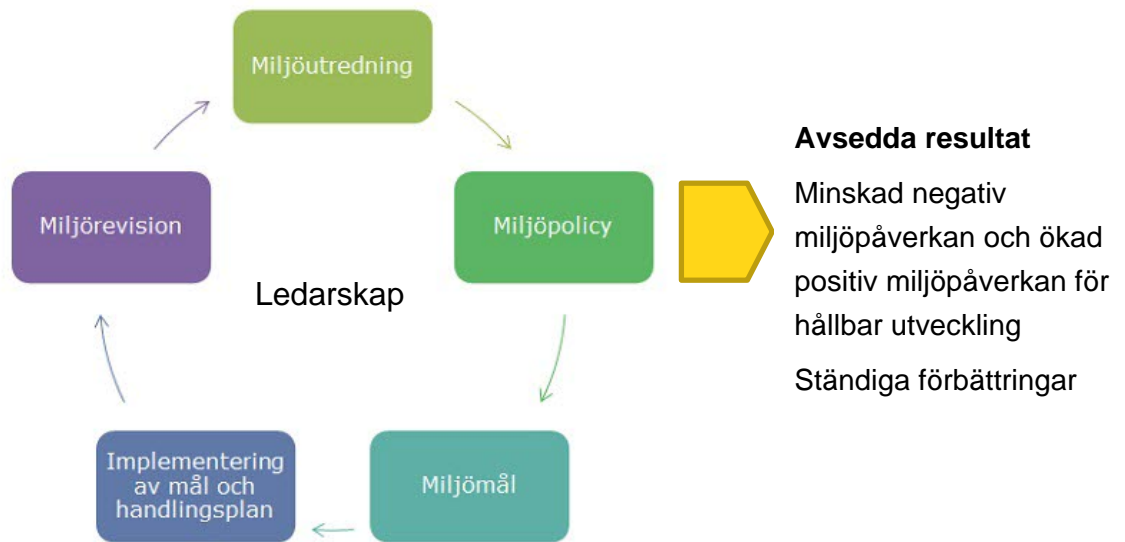 Miljöutredning
Miljöpolicy
Miljömål
Implementering
av mål och
handlingsplan
Miljörevision
Ledarskap
Avsedda resultat
Minskad negativ
miljöpåverkan och ökad
positiv miljöpåverkan för
hållbar utveckling
Ständiga förbättringar